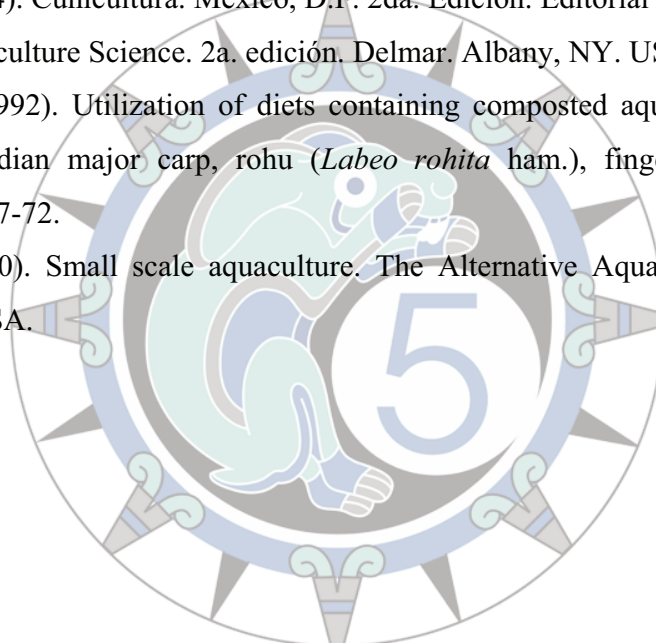 4). Cunicultura. México, D.F. 2da. Edición. Editorial
culture Science. 2a. edición. Delmar. Albany, NY. US
992). Utilization of diets containing composted aqu
dian major carp, rohu (Labeo rohita ham.), finge
7-72.
0). Small scale aquaculture. The Alternative Aqua
SA.
5